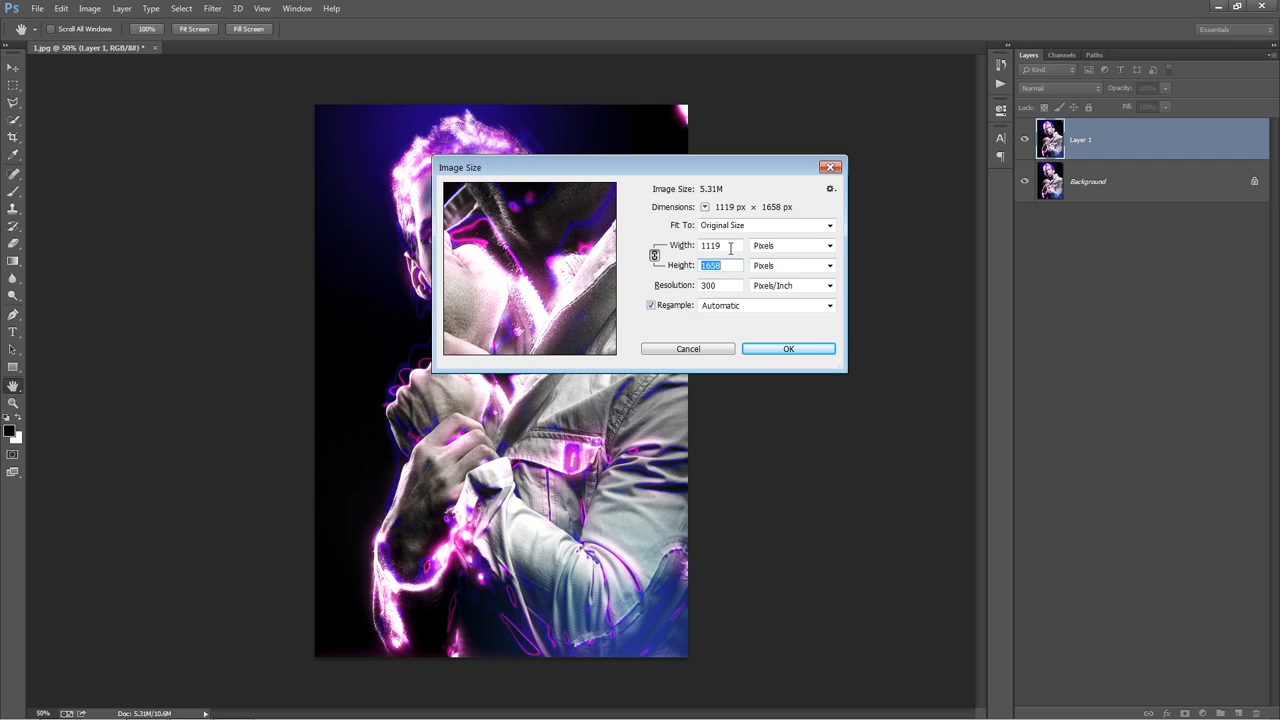 Ps File Edit Image Layer Type Select Filter 3D View Window Help
Scroll All Windows 100% Fit Screen Fill Screen Essentials
1.jpg @ 50% (Layer 1, RGB/8#) * ×
Layers Channels Paths
Kind
Normal Opacity: 100%
Lock: Fill: 100%
Layer 1
Background
Image Size
Image Size: 5.31M
Dimensions: 1119 px × 1658 px
Fit To: Original Size
Width: 1119 Pixels
Height: 1658 Pixels
Resolution: 300 Pixels/Inch
Resample: Automatic
Cancel OK
50% Doc: 5.31M/10.6M